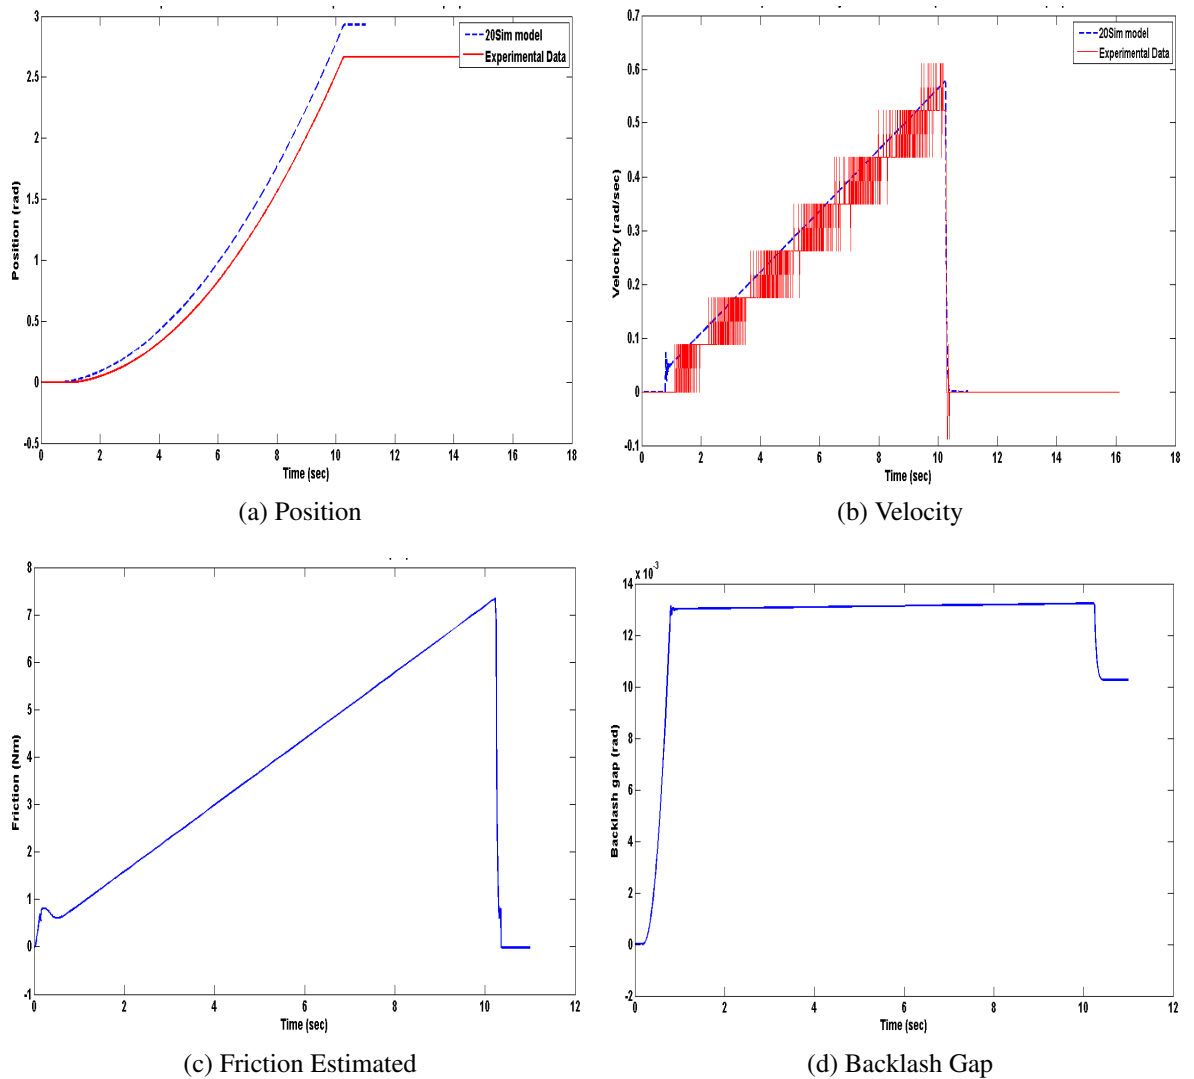 3
2.5
2
1.5
1
0.5
0
-0.5
Position (rad)
20Sim model
Experimental Data
0 2 4 6 8 10 12 14 16 18
Time (sec)
(a) Position
0.7
0.6
0.5
0.4
0.3
0.2
0.1
0
-0.1
Velocity (rad/sec)
20Sim model
Experimental Data
0 2 4 6 8 10 12 14 16 18
Time (sec)
(b) Velocity
8
7
6
5
4
3
2
1
0
-1
Friction (Nm)
0 2 4 6 8 10 12
Time (sec)
(c) Friction Estimated
x 10-3
14
12
10
8
6
4
2
0
-2
Backlash gap (rad)
0 2 4 6 8 10 12
Time (sec)
(d) Backlash Gap